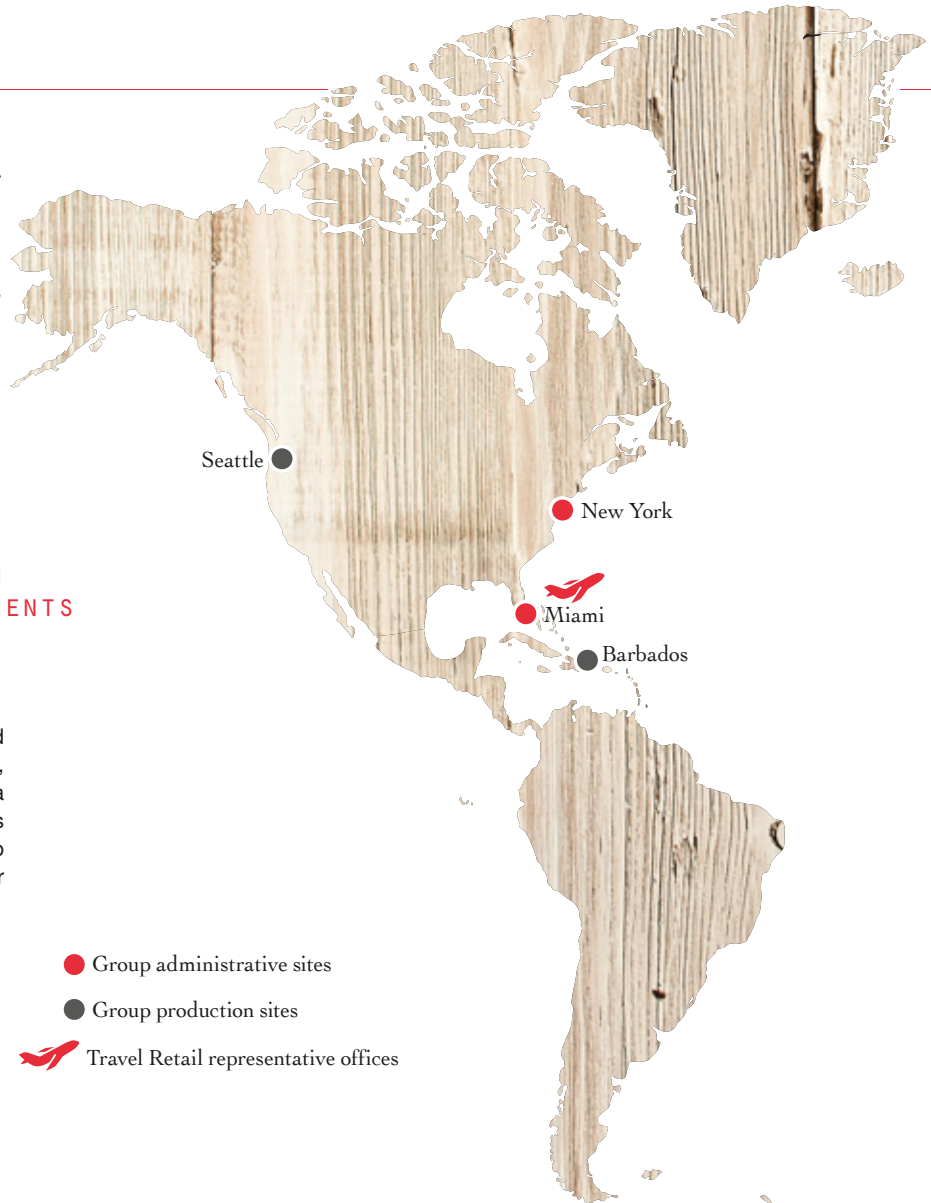 Seattle
New York
ENTS
Miami
Barbados
d
,
a
s
o
r
Group administrative sites
Group production sites
Travel Retail representative offices